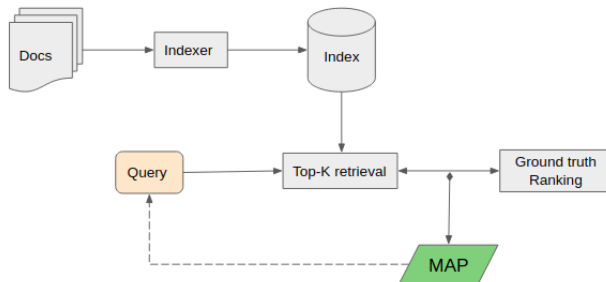 Docs
Indexer
Index
Query
Top-K retrieval
Ground truth
Ranking
MAP